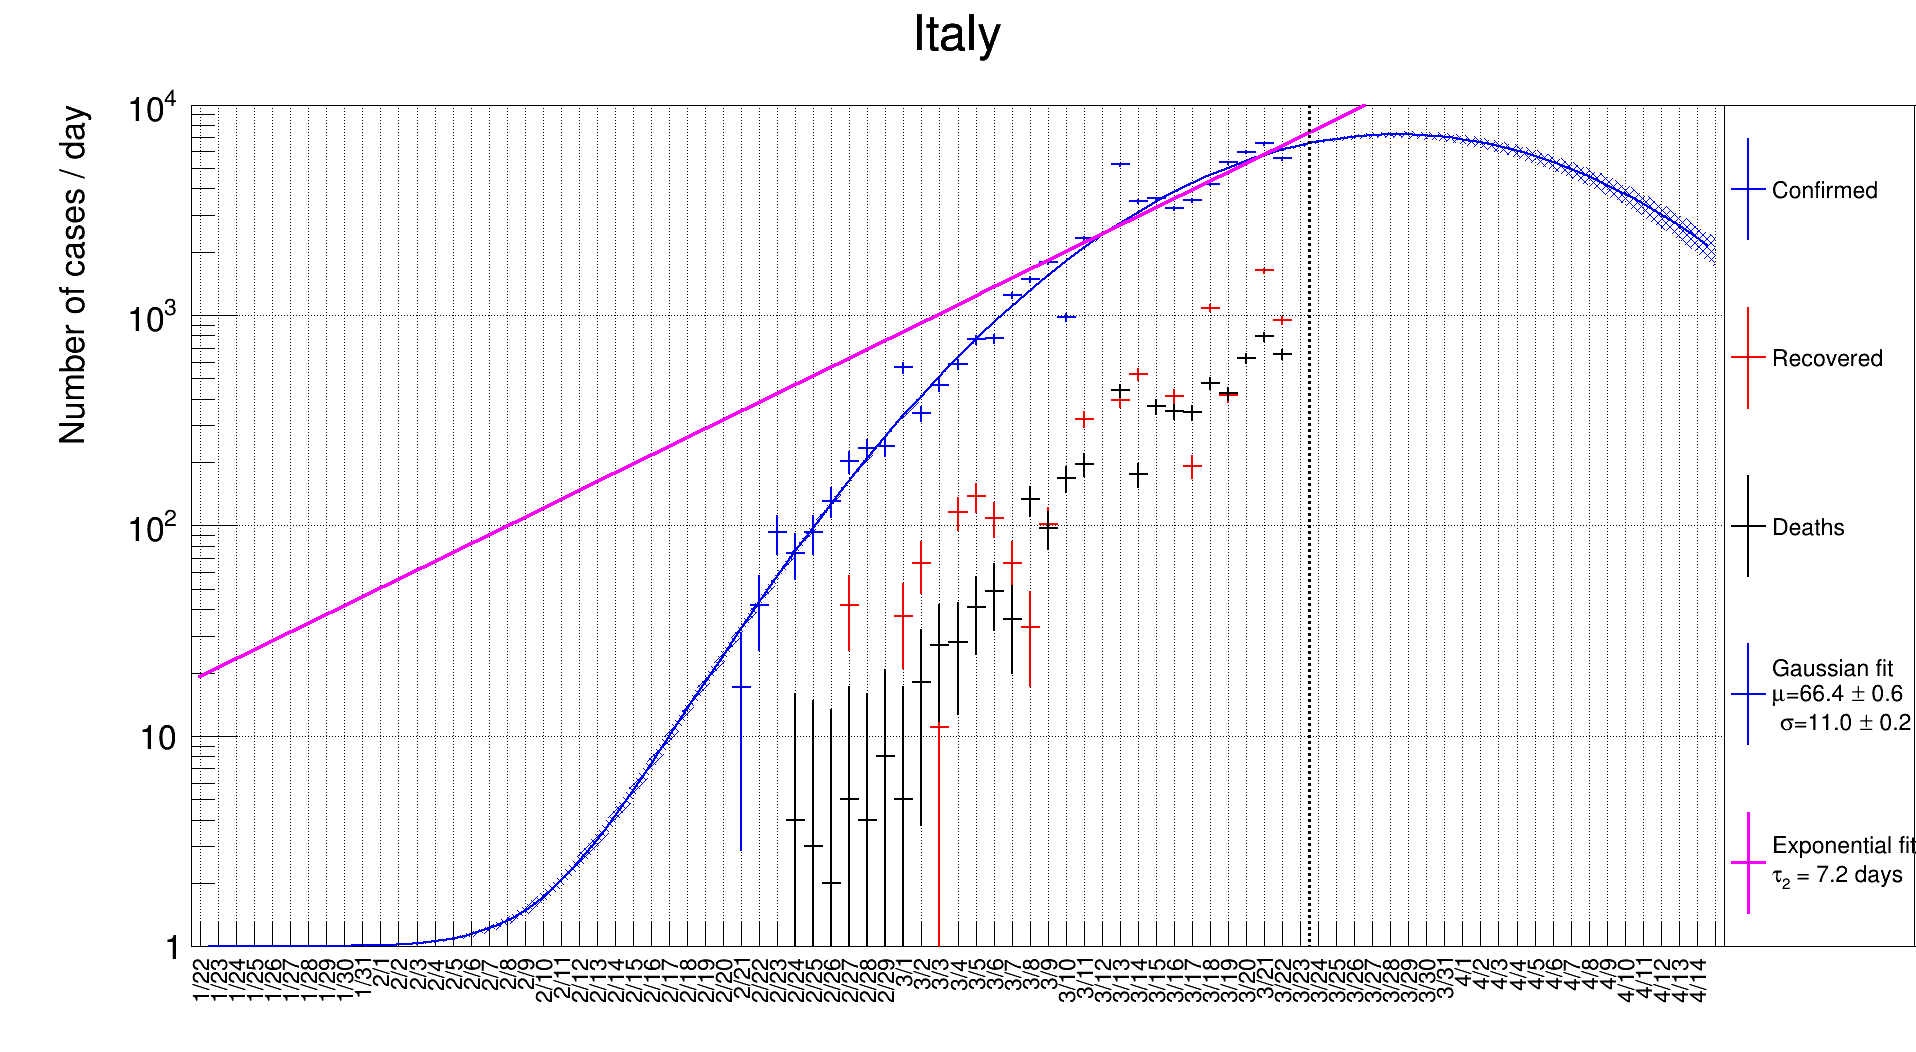 Italy
Number of cases / day
10⁴
10³
10²
10
1
1/22 1/23 1/24 1/25 1/26 1/27 1/28 1/29 1/30 1/31 2/1 2/2 2/3 2/4 2/5 2/6 2/7 2/8 2/9 2/10 2/11 2/12 2/13 2/14 2/15 2/16 2/17 2/18 2/19 2/20 2/21 2/22 2/23 2/24 2/25 2/26 2/27 2/28 2/29 3/1 3/2 3/3 3/4 3/5 3/6 3/7 3/8 3/9 3/10 3/11 3/12 3/13 3/14 3/15 3/16 3/17 3/18 3/19 3/20 3/21 3/22 3/23 3/24 3/25 3/26 3/27 3/28 3/29 3/30 3/31 4/1 4/2 4/3 4/4 4/5 4/6 4/7 4/8 4/9 4/10 4/11 4/12 4/13 4/14
Confirmed
Recovered
Deaths
Gaussian fit
μ=66.4 ± 0.6
σ=11.0 ± 0.2
Exponential fit
τ₂ = 7.2 days